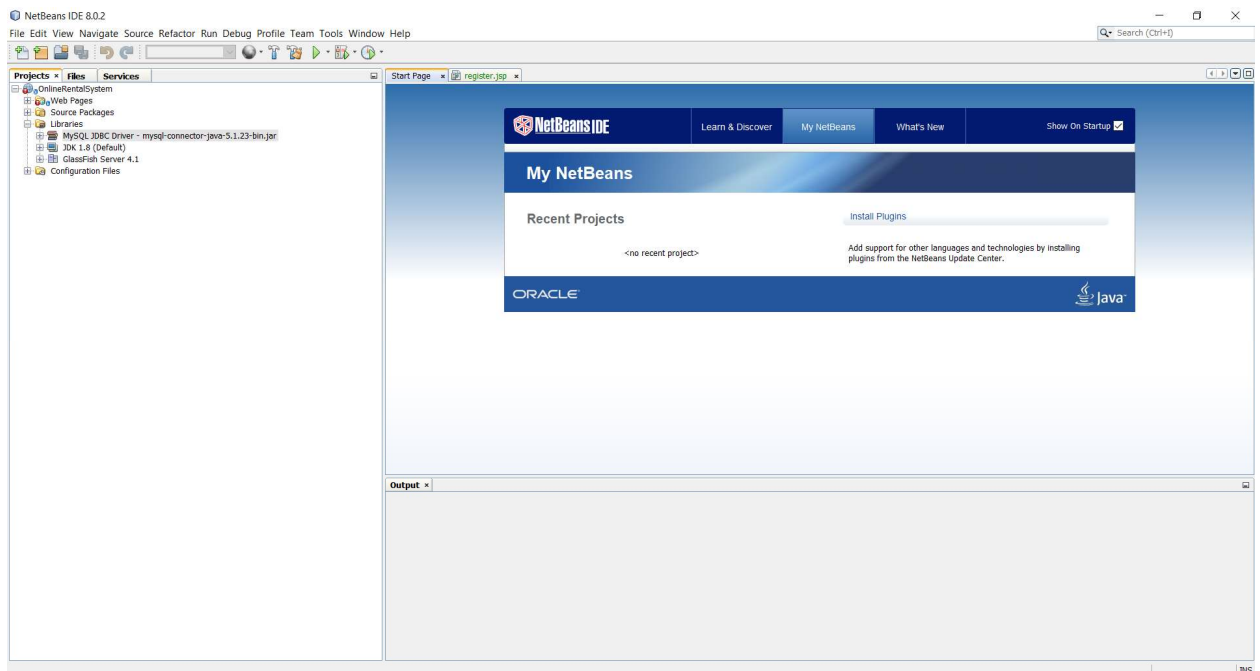 NetBeans IDE 8.0.2
File Edit View Navigate Source Refactor Run Debug Profile Team Tools Window Help
Search (Ctrl+I)
Projects
Files
Services
OnlineRentalSystem
Web Pages
Source Packages
Libraries
MySQL JDBC Driver - mysql-connector-java-5.1.23-bin.jar
JDK 1.8 (Default)
GlassFish Server 4.1
Configuration Files
Start Page
register.jsp
NetBeans IDE
Learn & Discover
My NetBeans
What's New
Show On Startup
My NetBeans
Recent Projects
<no recent project>
Install Plugins
Add support for other languages and technologies by installing
plugins from the NetBeans Update Center.
ORACLE
Java
Output
INS